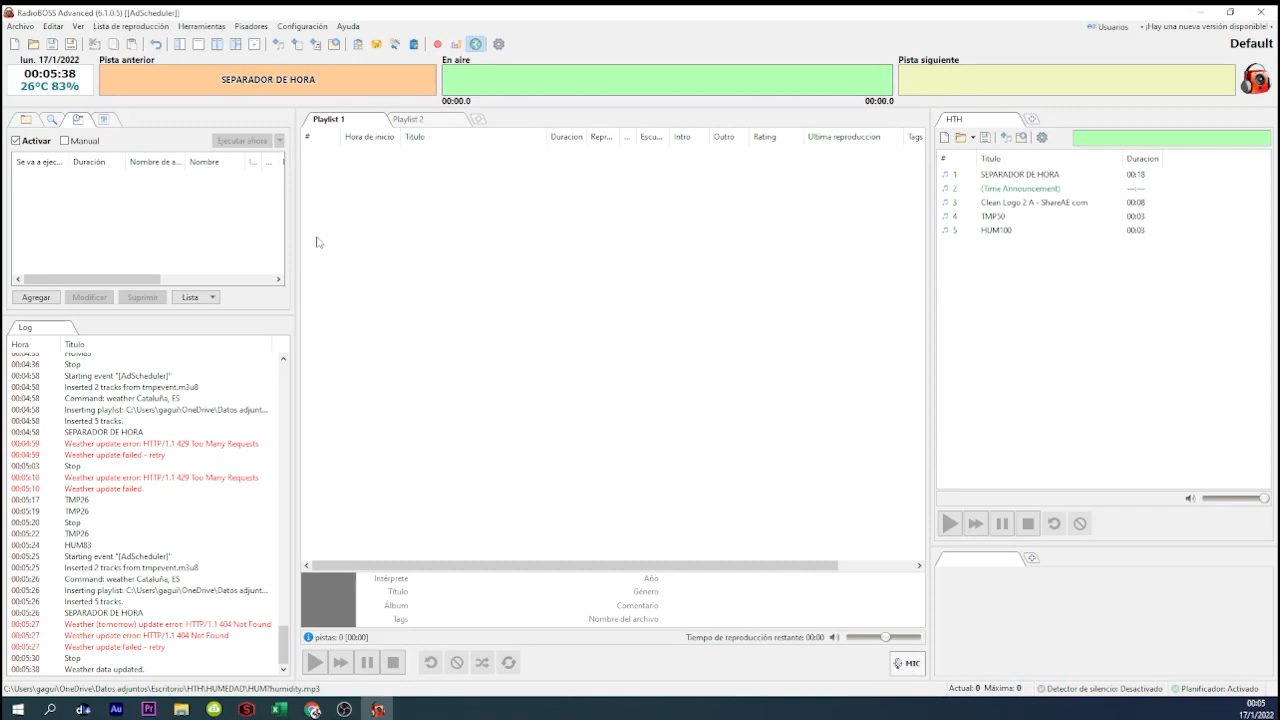 RadioBOSS Advanced (6.1.0.5) [[AdScheduler]]
Archivo Editar Ver Lista de reproducción Herramientas Pisadores Configuración Ayuda
Usuarios • ¡Hay una nueva versión disponible! •
Default
lun. 17/1/2022
00:05:38
26°C 83%
Pista anterior
SEPARADOR DE HORA
En aire
00:00.0 00:00.0
Pista siguiente
Activar Manual Ejecutar ahora
Se va a ejec... Duración Nombre de a... Nombre I... ...
Agregar Modificar Suprimir Lista
Log
Hora Titulo
00:04:35 HUM83
00:04:36 Stop
00:04:58 Starting event "[AdScheduler]"
00:04:58 Inserted 2 tracks from tmpevent.m3u8
00:04:58 Command: weather Cataluña, ES
00:04:58 Inserting playlist: C:\Users\gagui\OneDrive\Datos adjunt...
00:04:58 Inserted 5 tracks.
00:04:58 SEPARADOR DE HORA
00:04:59 Weather update error: HTTP/1.1 429 Too Many Requests
00:04:59 Weather update failed - retry
00:05:03 Stop
00:05:10 Weather update error: HTTP/1.1 429 Too Many Requests
00:05:10 Weather update failed.
00:05:17 TMP26
00:05:19 TMP26
00:05:20 Stop
00:05:22 TMP26
00:05:24 HUM83
00:05:25 Starting event "[AdScheduler]"
00:05:25 Inserted 2 tracks from tmpevent.m3u8
00:05:26 Command: weather Cataluña, ES
00:05:26 Inserting playlist: C:\Users\gagui\OneDrive\Datos adjunt...
00:05:26 Inserted 5 tracks.
00:05:26 SEPARADOR DE HORA
00:05:27 Weather (tomorrow) update error: HTTP/1.1 404 Not Found
00:05:27 Weather update error: HTTP/1.1 404 Not Found
00:05:27 Weather update failed - retry
00:05:30 Stop
00:05:38 Weather data updated.
Playlist 1 Playlist 2
# Hora de inicio Titulo Duracion Repr... ... Escu... Intro Outro Rating Ultima reproduccion Tags
Intérprete Año
Título Género
Álbum Comentario
Tags Nombre del archivo
pistas: 0 [00:00] Tiempo de reproducción restante: 00:00
MIC
HTH
# Titulo Duracion
1 SEPARADOR DE HORA 00:18
2 (Time Announcement) --:--
3 Clean Logo 2 A - ShareAE com 00:08
4 TMP50 00:03
5 HUM100 00:03
C:\Users\gagui\OneDrive\Datos adjuntos\Escritorio\HTH\HUMEDAD\HUM?humidity.mp3
Actual: 0 Máxima: 0 Detector de silencio: Desactivado Planificador: Activado
Au Pr
00:05
17/1/2022